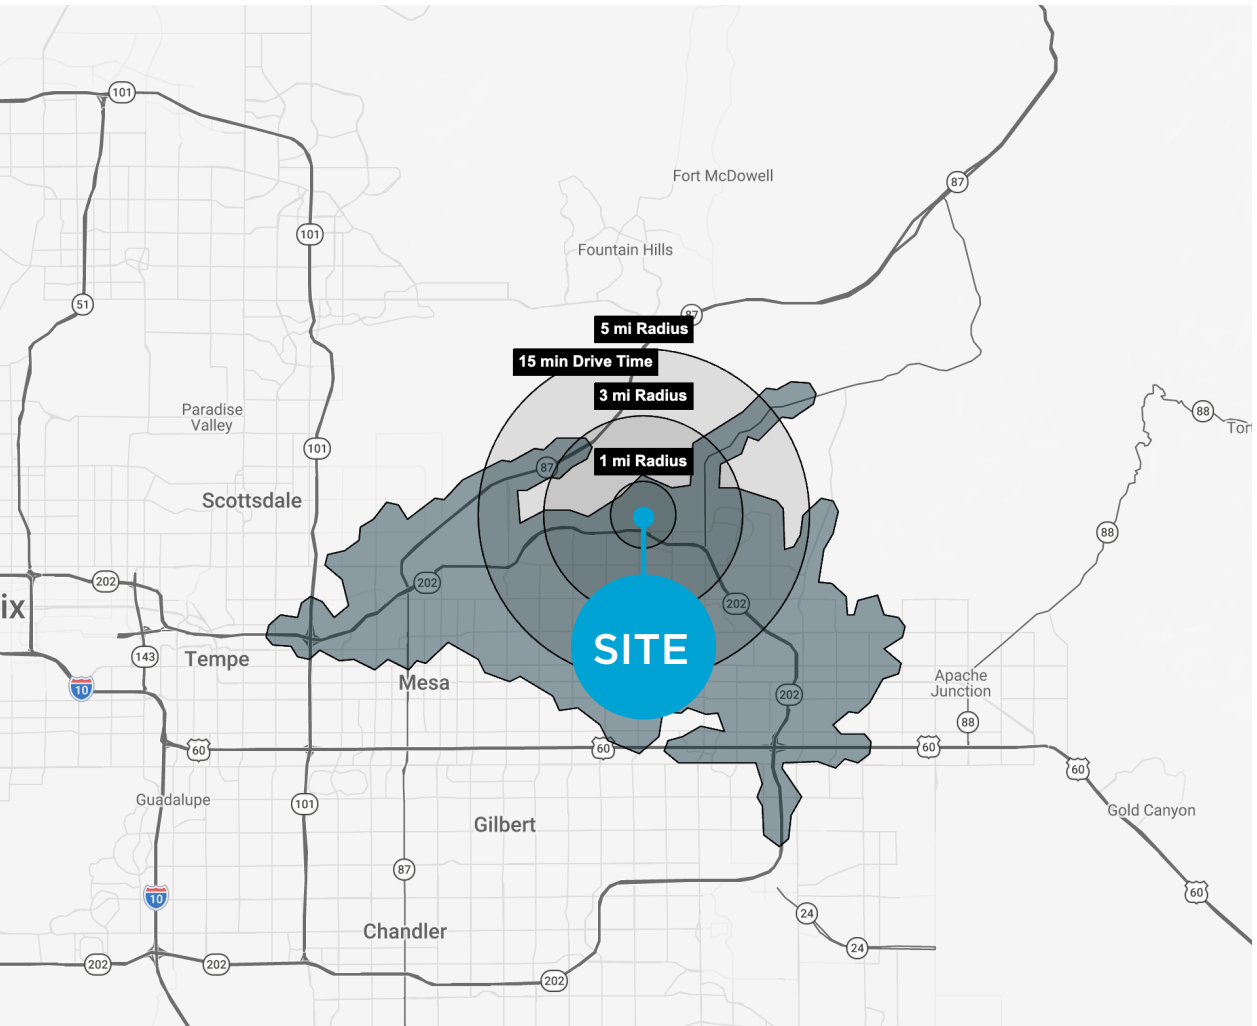 101
Fort McDowell
87
101
Fountain Hills
51
87
5 mi Radius
15 min Drive Time
3 mi Radius
Paradise
Valley
88
Tort
101
1 mi Radius
87
Scottsdale
88
202
202
202
ix
SITE
143
Tempe
Mesa
10
202
Apache
Junction
88
60
60
60
60
Guadalupe
101
Gilbert
Gold Canyon
87
10
60
24
Chandler
24
202
202
202